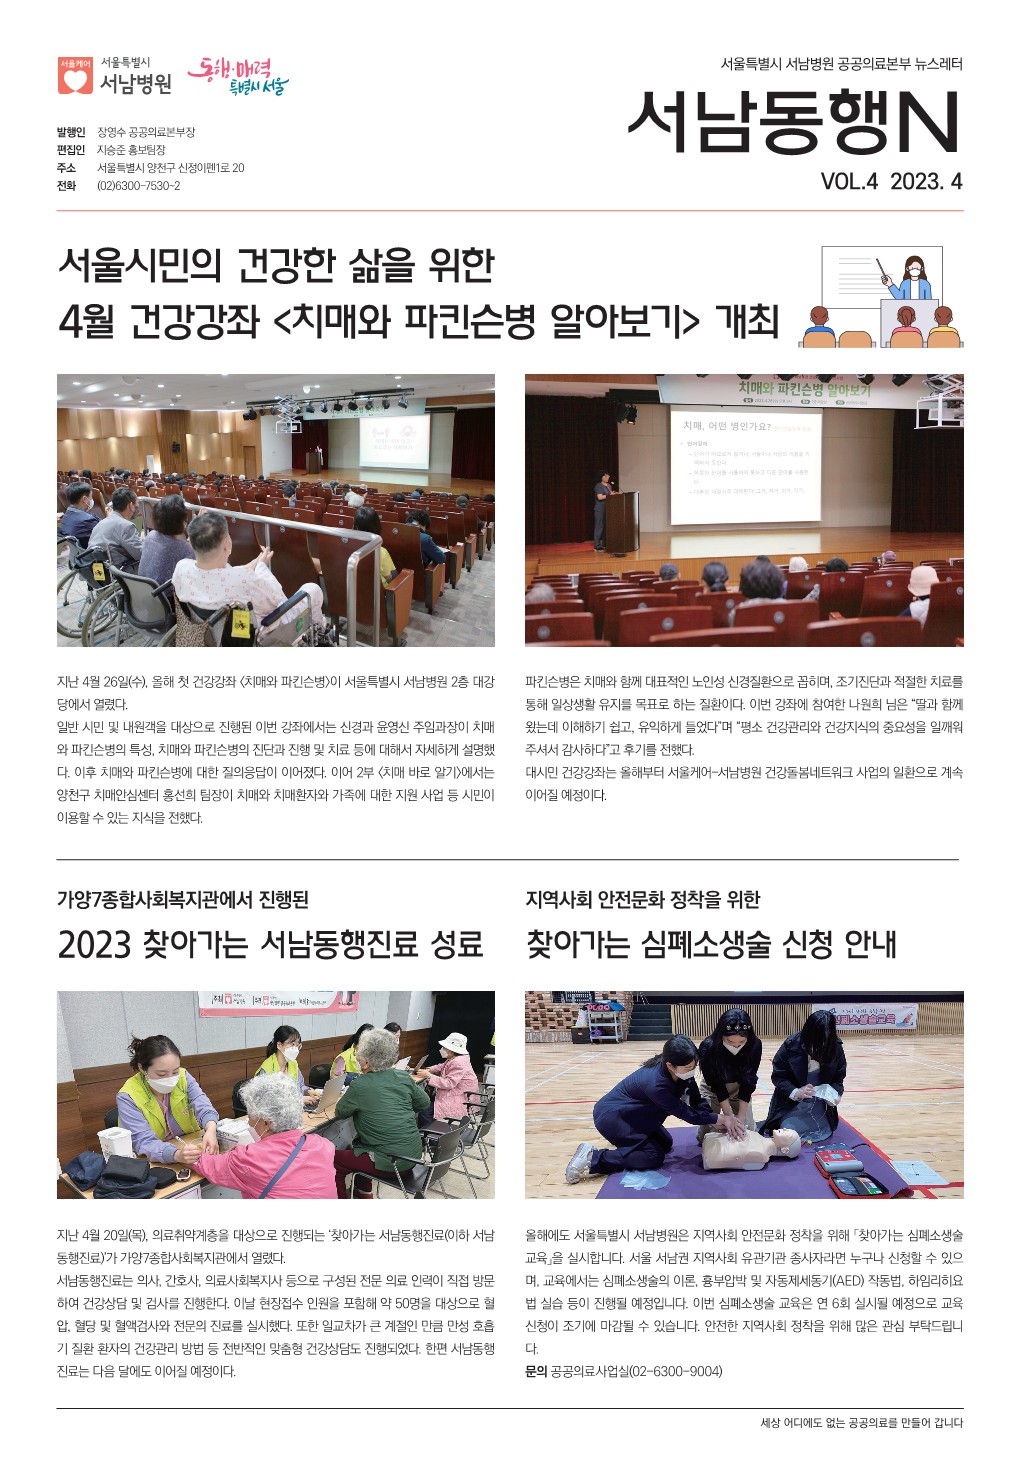 서울케어
서울특별시
서남병원
동행·매력
특별시 서울
발행인 장영수 공공의료본부장
편집인 지승준 홍보팀장
주소 서울특별시 양천구 신정이펜1로 20
전화 (02)6300-7530~2
서울특별시 서남병원 공공의료본부 뉴스레터
서남동행N
VOL.4 2023. 4
서울시민의 건강한 삶을 위한
4월 건강강좌 <치매와 파킨슨병 알아보기> 개최
치매와 파킨슨병 알아보기
치매, 어떤 병인가요?
지난 4월 26일(수), 올해 첫 건강강좌 <치매와 파킨슨병>이 서울특별시 서남병원 2층 대강
당에서 열렸다.
일반 시민 및 내원객을 대상으로 진행된 이번 강좌에서는 신경과 윤영신 주임과장이 치매
와 파킨슨병의 특성, 치매와 파킨슨병의 진단과 진행 및 치료 등에 대해서 자세하게 설명했
다. 이후 치매와 파킨슨병에 대한 질의응답이 이어졌다. 이어 2부 <치매 바로 알기>에서는
양천구 치매안심센터 홍선희 팀장이 치매와 치매환자와 가족에 대한 지원 사업 등 시민이
이용할 수 있는 지식을 전했다.
파킨슨병은 치매와 함께 대표적인 노인성 신경질환으로 꼽히며, 조기진단과 적절한 치료를
통해 일상생활 유지를 목표로 하는 질환이다. 이번 강좌에 참여한 나원희 님은 “딸과 함께
왔는데 이해하기 쉽고, 유익하게 들었다”며 “평소 건강관리와 건강지식의 중요성을 일깨워
주셔서 감사하다”고 후기를 전했다.
대시민 건강강좌는 올해부터 서울케어-서남병원 건강돌봄네트워크 사업의 일환으로 계속
이어질 예정이다.
가양7종합사회복지관에서 진행된
2023 찾아가는 서남동행진료 성료
지난 4월 20일(목), 의료취약계층을 대상으로 진행되는 ‘찾아가는 서남동행진료(이하 서남
동행진료)’가 가양7종합사회복지관에서 열렸다.
서남동행진료는 의사, 간호사, 의료사회복지사 등으로 구성된 전문 의료 인력이 직접 방문
하여 건강상담 및 검사를 진행한다. 이날 현장접수 인원을 포함해 약 50명을 대상으로 혈
압, 혈당 및 혈액검사와 전문의 진료를 실시했다. 또한 일교차가 큰 계절인 만큼 만성 호흡
기 질환 환자의 건강관리 방법 등 전반적인 맞춤형 건강상담도 진행되었다. 한편 서남동행
진료는 다음 달에도 이어질 예정이다.
지역사회 안전문화 정착을 위한
찾아가는 심폐소생술 신청 안내
심폐소생술교육
올해에도 서울특별시 서남병원은 지역사회 안전문화 정착을 위해 「찾아가는 심폐소생술
교육」을 실시합니다. 서울 서남권 지역사회 유관기관 종사자라면 누구나 신청할 수 있으
며, 교육에서는 심폐소생술의 이론, 흉부압박 및 자동제세동기(AED) 작동법, 하임리히요
법 실습 등이 진행될 예정입니다. 이번 심폐소생술 교육은 연 6회 실시될 예정으로 교육
신청이 조기에 마감될 수 있습니다. 안전한 지역사회 정착을 위해 많은 관심 부탁드립니
다.
문의 공공의료사업실(02-6300-9004)
세상 어디에도 없는 공공의료를 만들어 갑니다